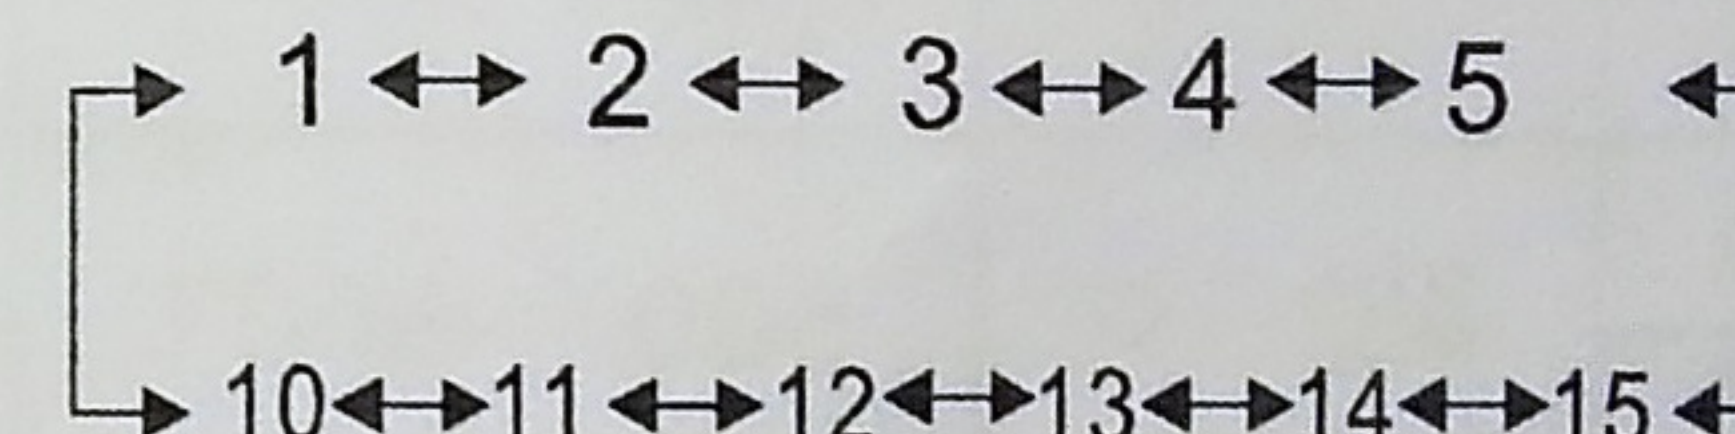 1 ↔ 2 ↔ 3 ↔ 4 ↔ 5
10 ↔ 11 ↔ 12 ↔ 13 ↔ 14 ↔ 15